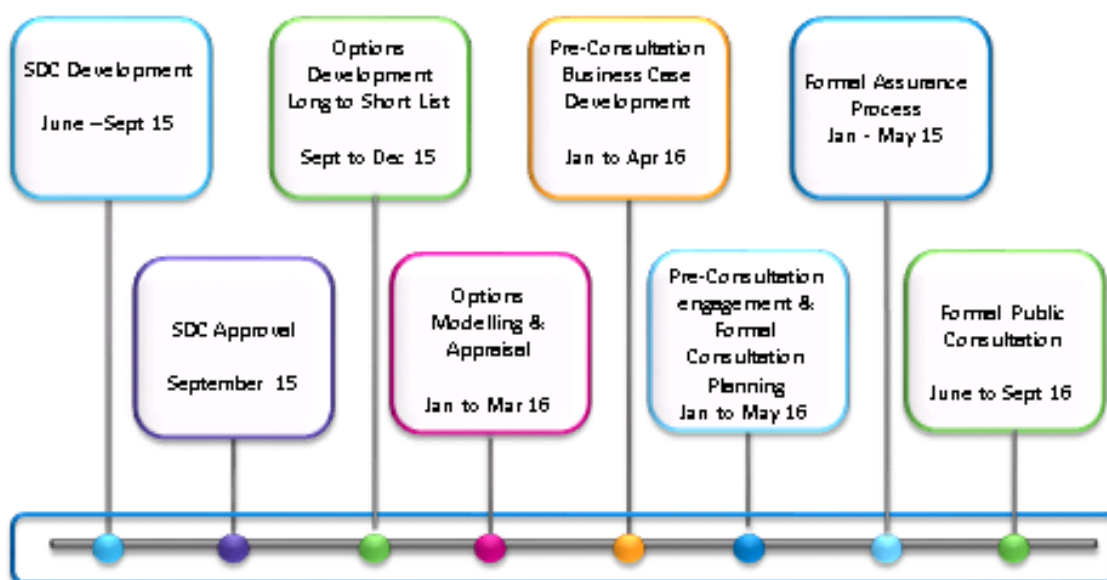 SDC Development
June –Sept 15
Options
Development
Long to Short List
Sept to Dec 15
Pre-Consultation
Business Case
Development
Jan to Apr 16
Formal Assurance
Process
Jan - May 15
SDC Approval
September 15
Options
Modelling &
Appraisal
Jan to Mar 16
Pre-Consultation
engagement &
Formal
Consultation
Planning
Jan to May 16
Formal Public
Consultation
June to Sept 16